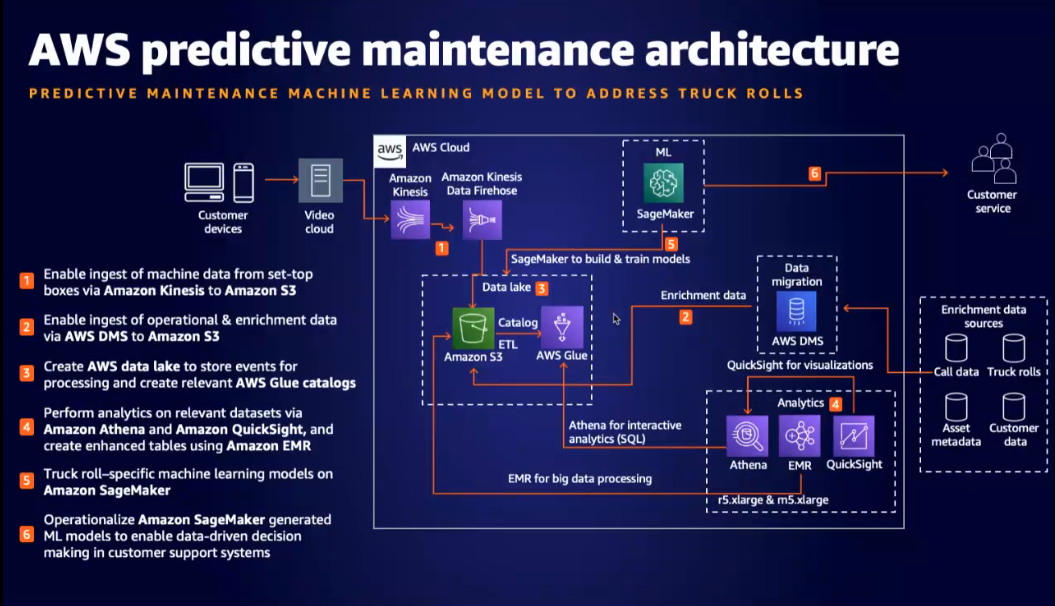 AWS predictive maintenance architecture
PREDICTIVE MAINTENANCE MACHINE LEARNING MODEL TO ADDRESS TRUCK ROLLS
aws
AWS Cloud
Customer
devices
Video
cloud
Amazon
Kinesis
Amazon Kinesis
Data Firehose
1
ML
SageMaker
6
Customer
service
5
SageMaker to build & train models
Data lake 3
Amazon S3
Catalog
ETL
AWS Glue
Enrichment data
2
Data
migration
AWS DMS
Enrichment data
sources
Call data
Truck rolls
Asset
metadata
Customer
data
QuickSight for visualizations
Analytics 4
Athena
EMR
QuickSight
r5.xlarge & m5.xlarge
Athena for interactive
analytics (SQL)
EMR for big data processing
1 Enable ingest of machine data from set-top
boxes via Amazon Kinesis to Amazon S3
2 Enable ingest of operational & enrichment data
via AWS DMS to Amazon S3
3 Create AWS data lake to store events for
processing and create relevant AWS Glue catalogs
4 Perform analytics on relevant datasets via
Amazon Athena and Amazon QuickSight, and
create enhanced tables using Amazon EMR
5 Truck roll–specific machine learning models on
Amazon SageMaker
6 Operationalize Amazon SageMaker generated
ML models to enable data-driven decision
making in customer support systems